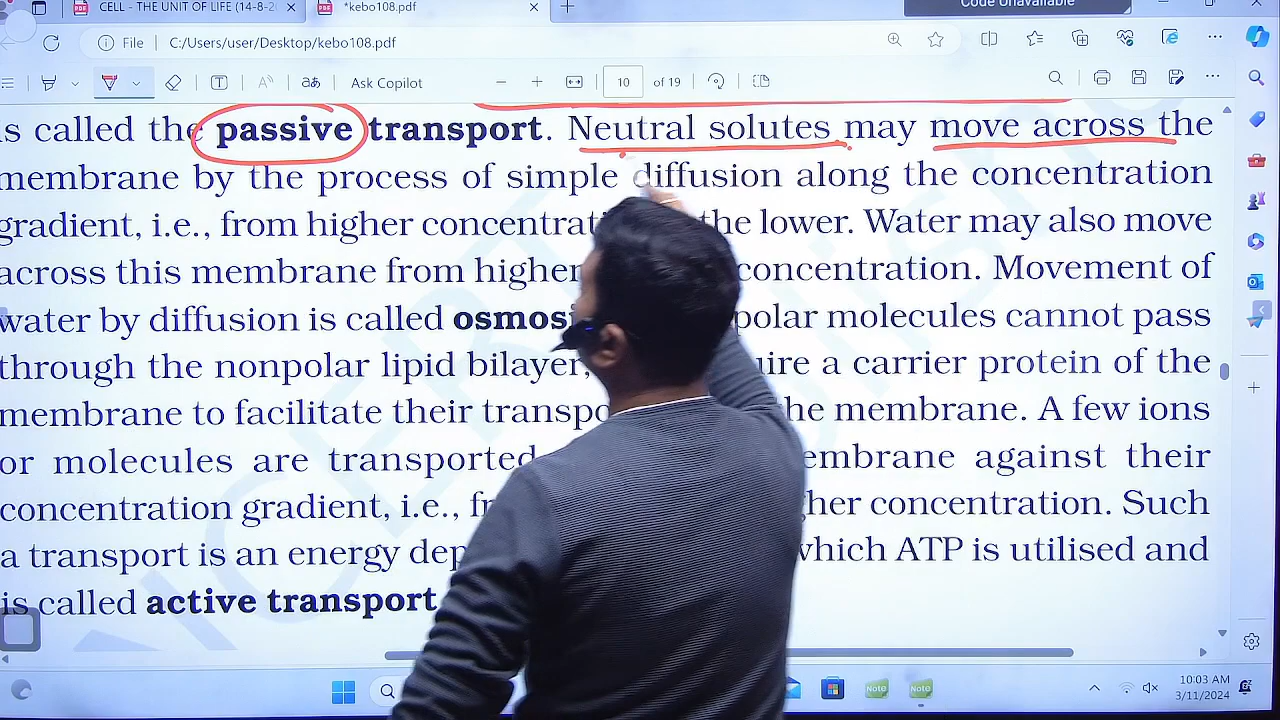 CELL - THE UNIT OF LIFE (14-8-2
*kebo108.pdf
Code Unavailable
File C:/Users/user/Desktop/kebo108.pdf
Ask Copilot 10 of 19
is called the passive transport. Neutral solutes may move across the
membrane by the process of simple diffusion along the concentration
gradient, i.e., from higher concentrati the lower. Water may also move
across this membrane from higher concentration. Movement of
water by diffusion is called osmosi polar molecules cannot pass
through the nonpolar lipid bilayer, uire a carrier protein of the
membrane to facilitate their transpo he membrane. A few ions
or molecules are transported embrane against their
concentration gradient, i.e., fr gher concentration. Such
a transport is an energy dep which ATP is utilised and
is called active transport
Note Note
10:03 AM
3/11/2024